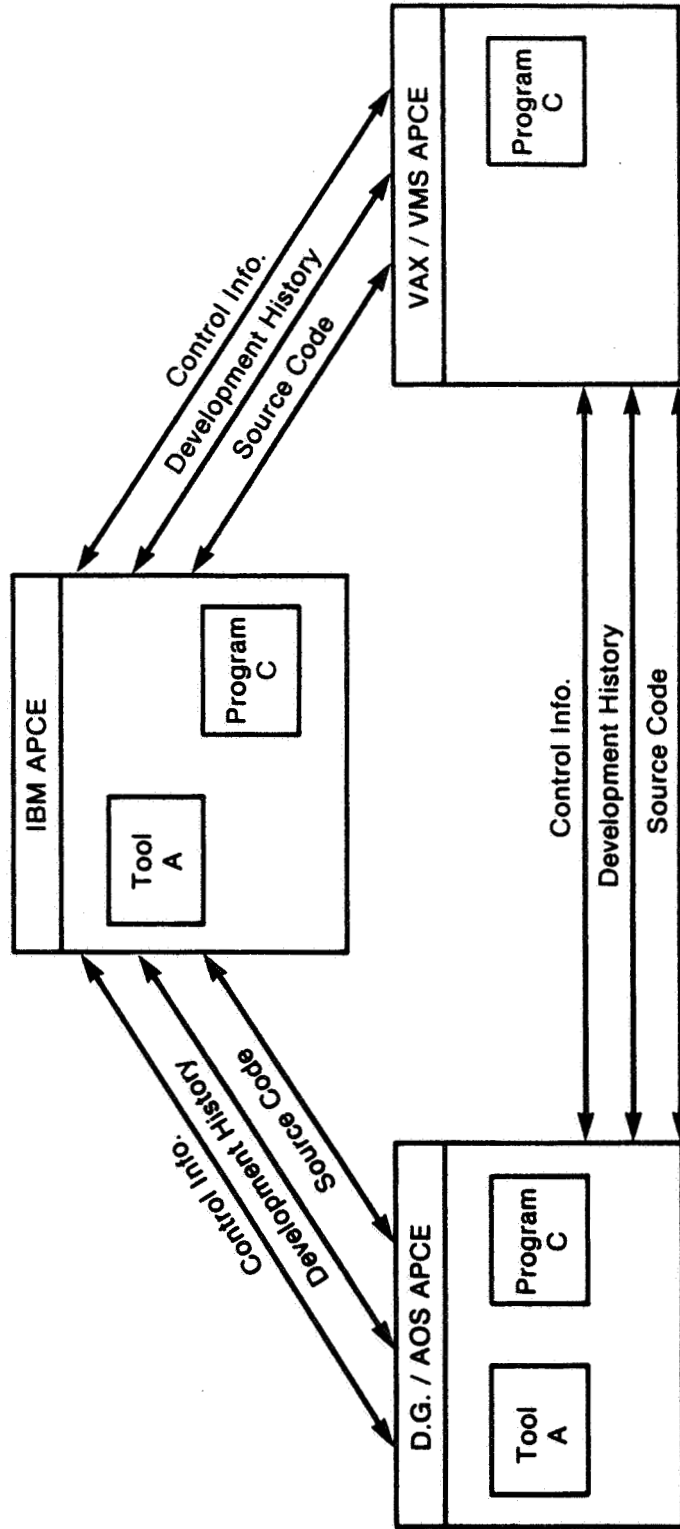 IBM APCE
Tool
A
Program
C
Control Info.
Development History
Source Code
Control Info.
Development History
Source Code
D.G. / AOS APCE
Tool
A
Program
C
Control Info.
Development History
Source Code
VAX / VMS APCE
Program
C